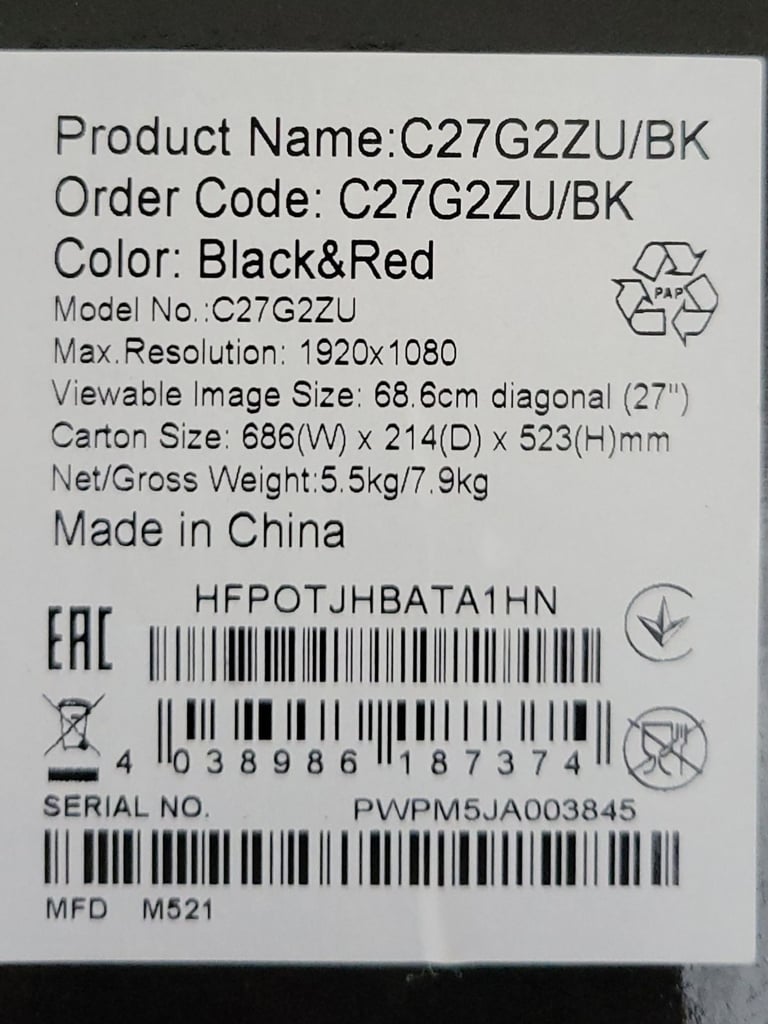 Product Name:C27G2ZU/BK
Order Code: C27G2ZU/BK
Color: Black&Red
Model No.:C27G2ZU
PAP
Max.Resolution: 1920x1080
Viewable Image Size: 68.6cm diagonal (27")
Carton Size: 686(W) x 214(D) x 523(H)mm
Net/Gross Weight:5.5kg/7.9kg
Made in China
HFPOTJHBATA1HN
EAC
4 038986 187374
SERIAL NO. PWPM5JA003845
MFD M521